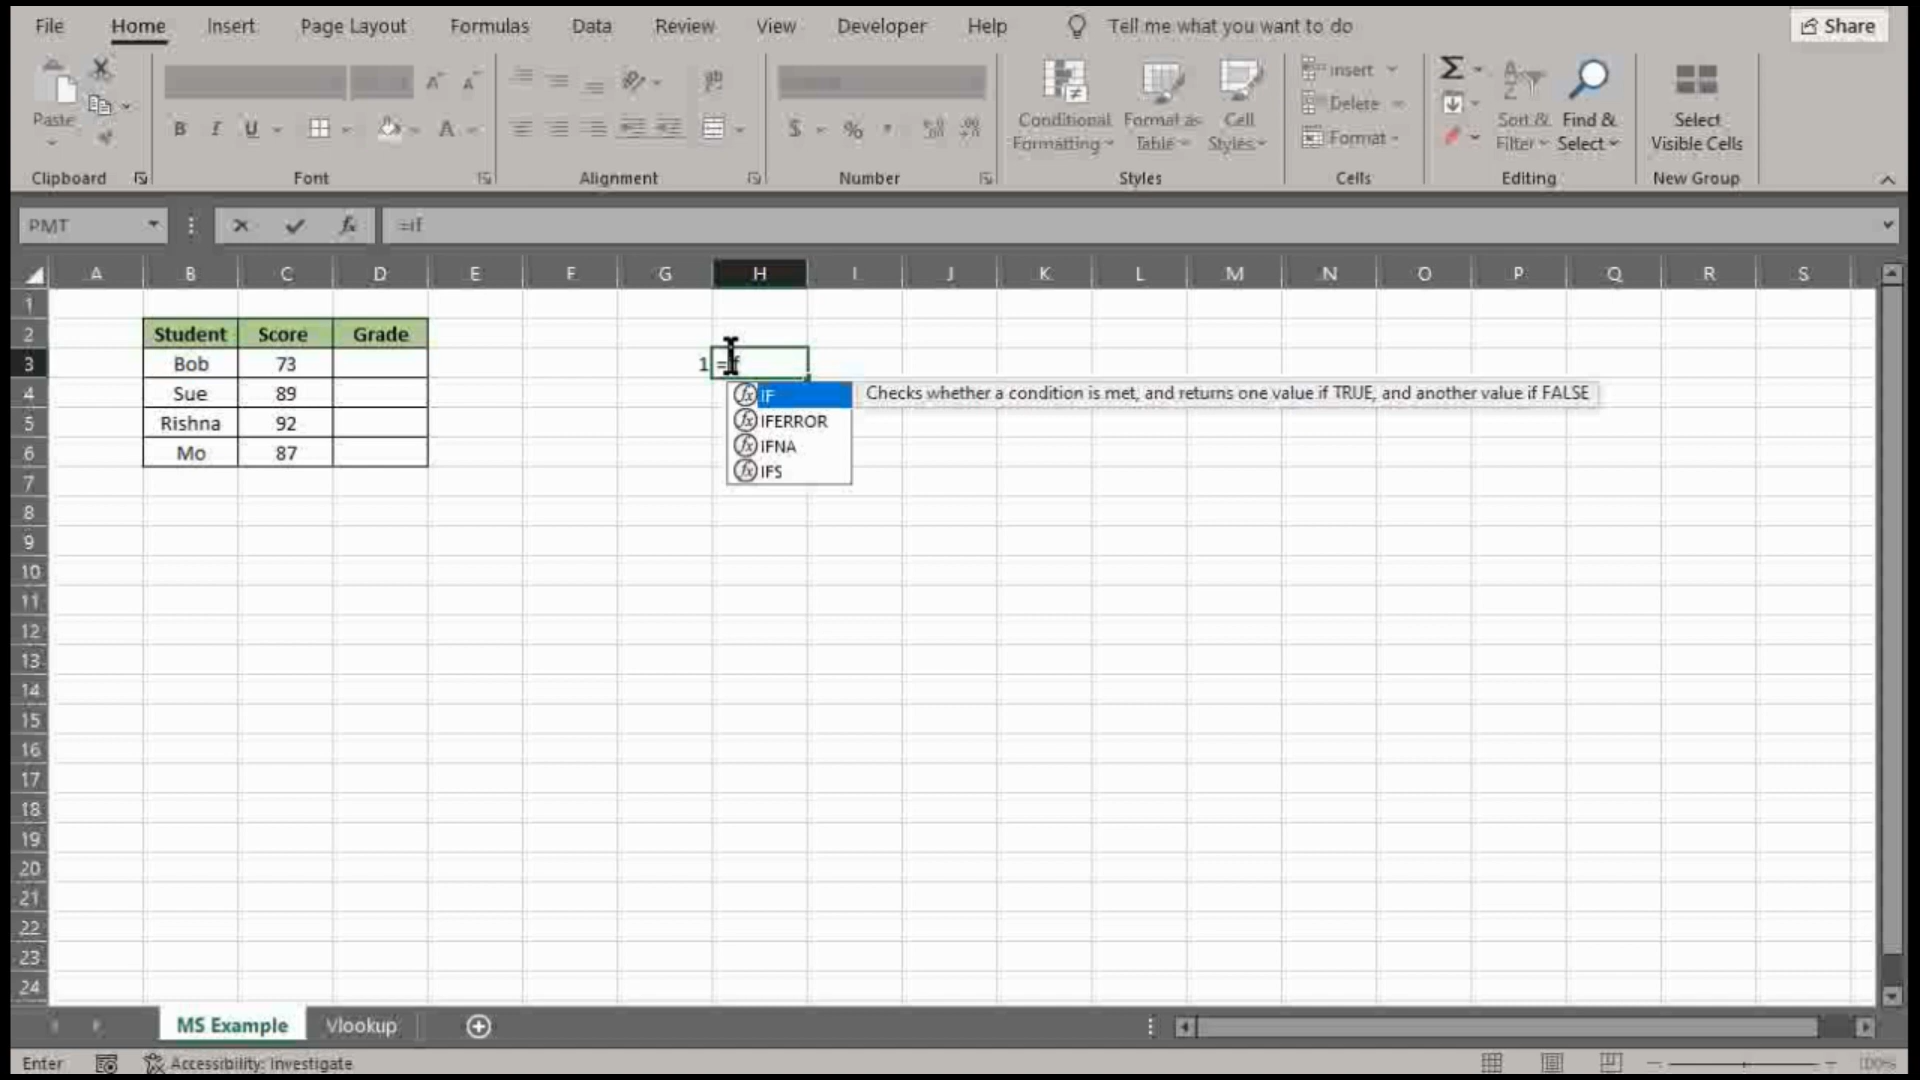 File Home Insert Page Layout Formulas Data Review View Developer Help Tell me what you want to do Share
Paste
B I U
$ %
Conditional Formatting
Format as Table
Cell Styles
Insert
Delete
Format
Sort & Filter
Find & Select
Select Visible Cells
Clipboard Font Alignment Number Styles Cells Editing New Group
PMT fx =if
A B C D E F G H I J K L M N O P Q R S
1
2 Student Score Grade
3 Bob 73 1 =if
4 Sue 89
5 Rishna 92
6 Mo 87
IF Checks whether a condition is met, and returns one value if TRUE, and another value if FALSE
IFERROR
IFNA
IFS
7
8
9
10
11
12
13
14
15
16
17
18
19
20
21
22
23
24
MS Example Vlookup
Enter Accessibility: Investigate 100%